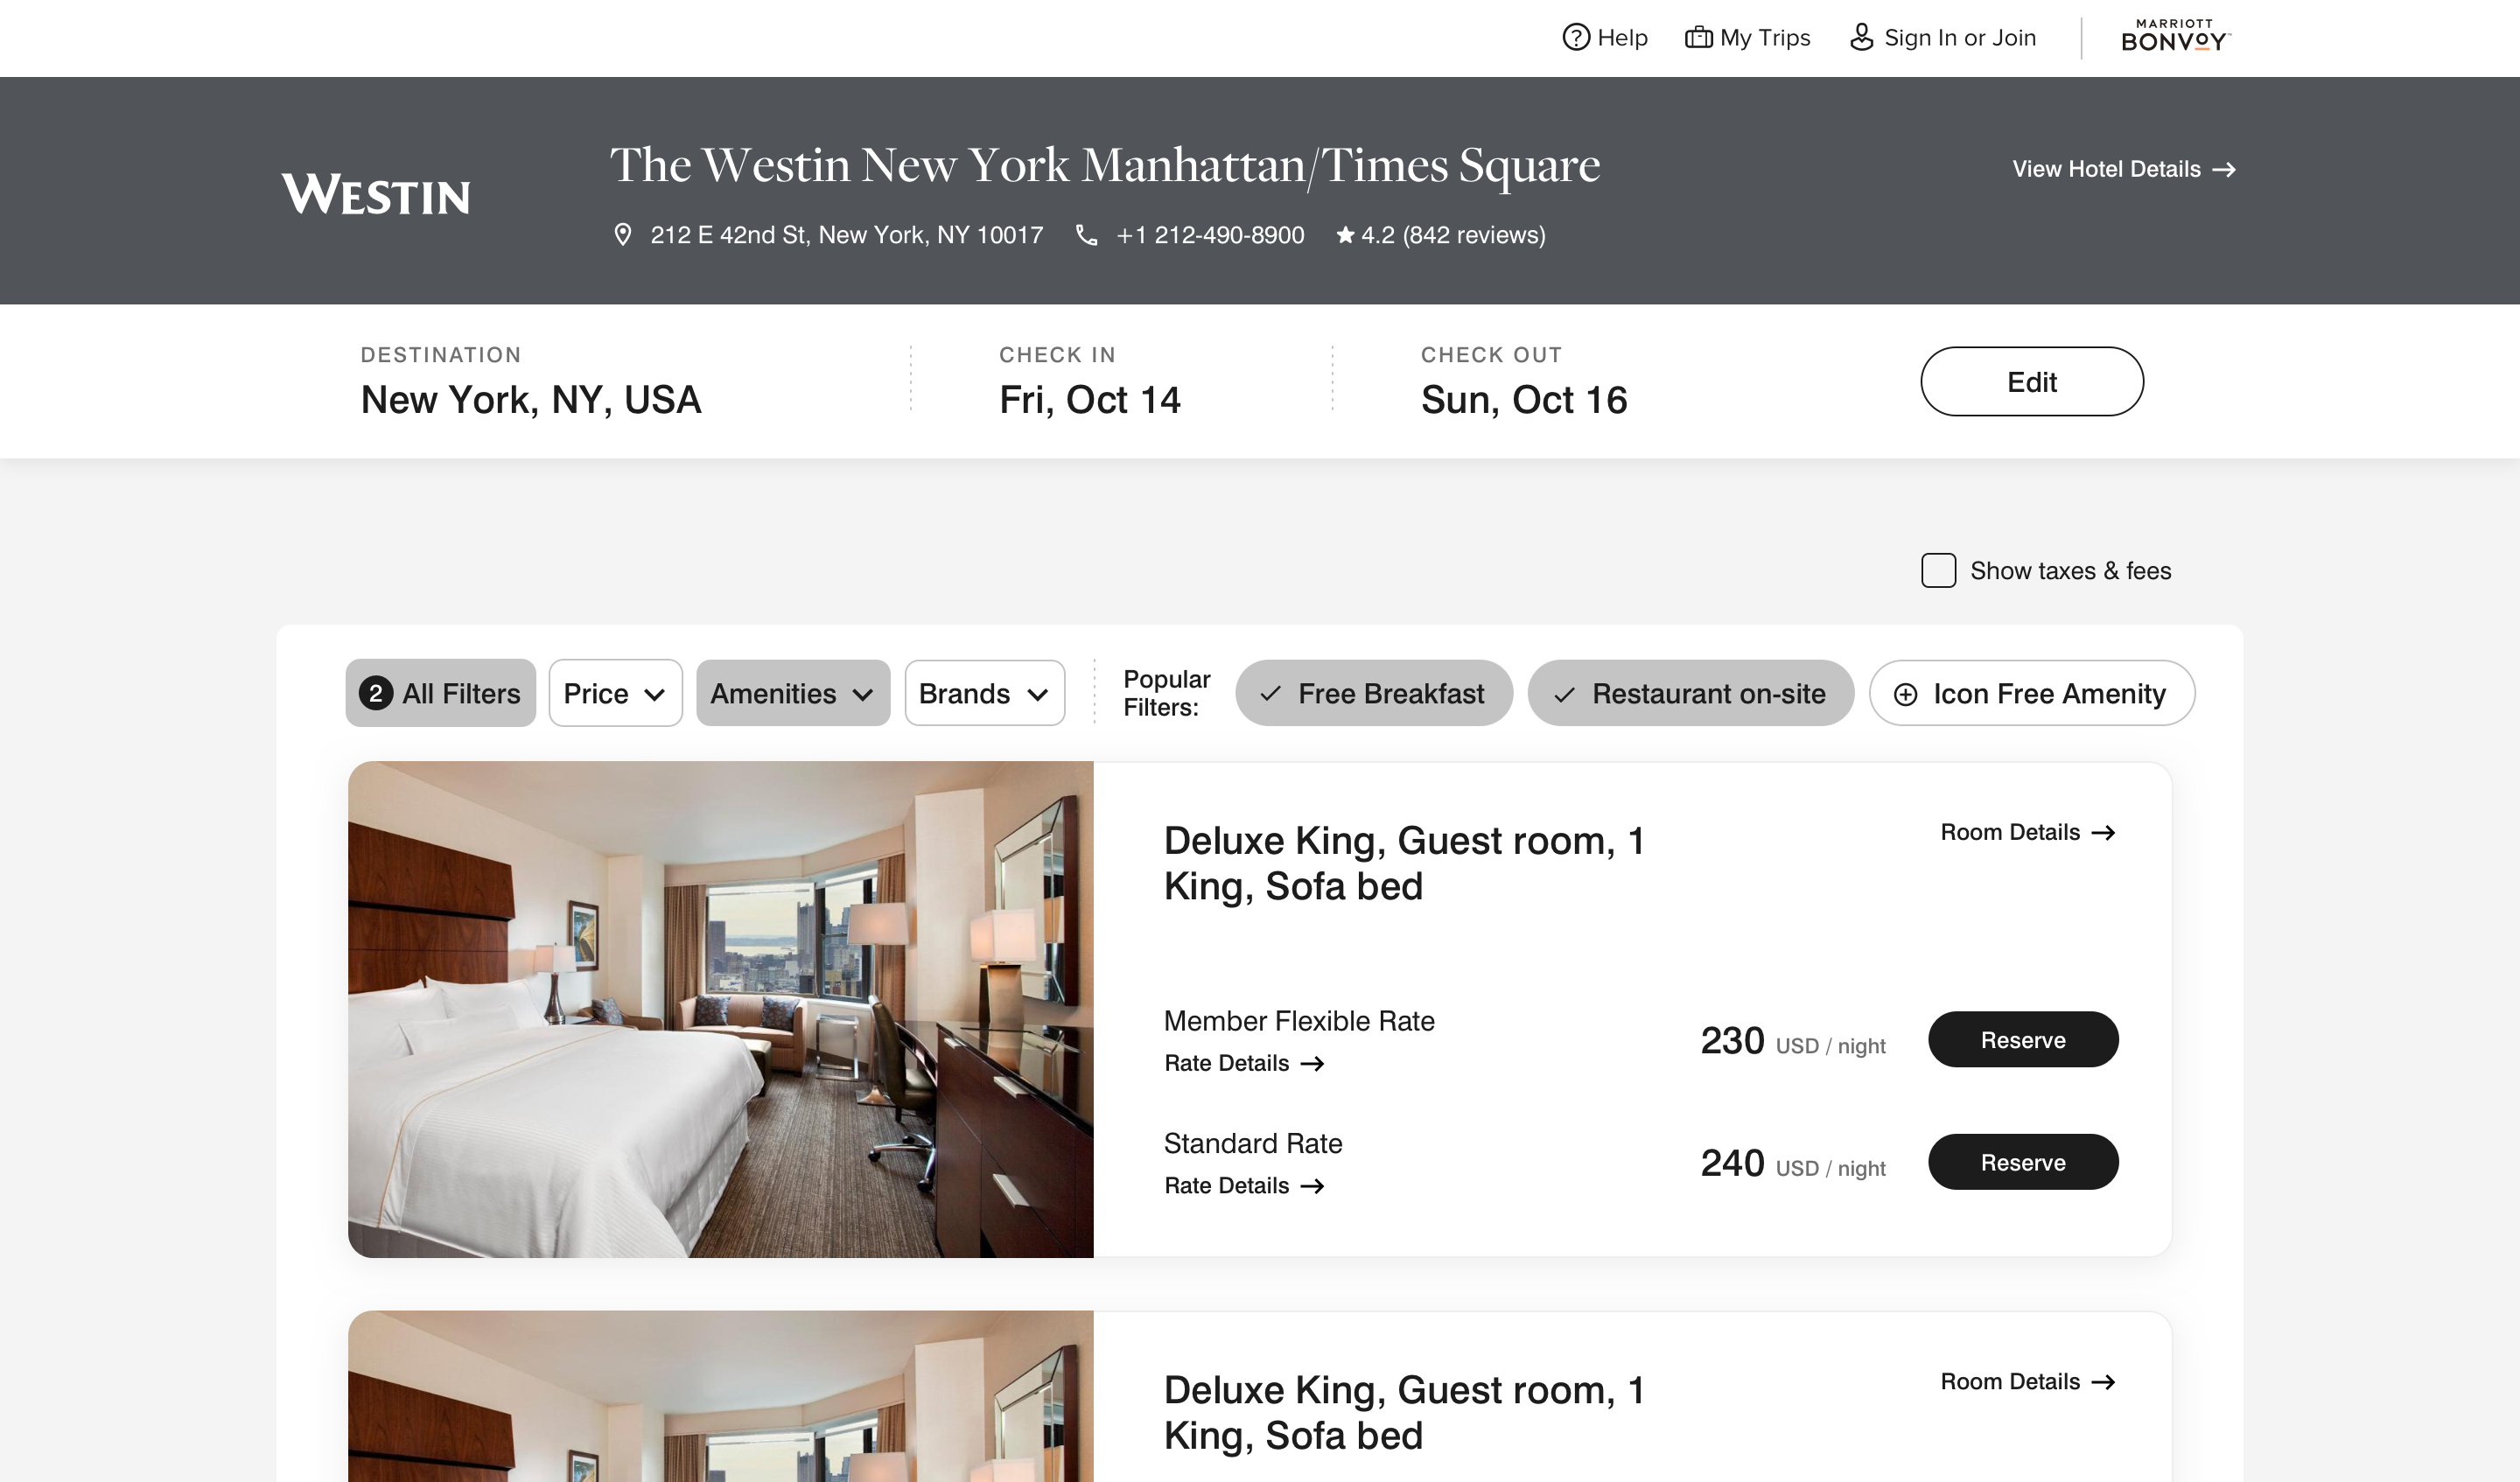 Help My Trips Sign In or Join MARRIOTT BONVOY
WESTIN
The Westin New York Manhattan/Times Square
View Hotel Details
212 E 42nd St, New York, NY 10017 +1 212-490-8900 4.2 (842 reviews)
DESTINATION
New York, NY, USA
CHECK IN
Fri, Oct 14
CHECK OUT
Sun, Oct 16
Edit
Show taxes & fees
2 All Filters Price Amenities Brands
Popular
Filters:
Free Breakfast Restaurant on-site Icon Free Amenity
Deluxe King, Guest room, 1
King, Sofa bed
Room Details
Member Flexible Rate
Rate Details
230 USD / night Reserve
Standard Rate
Rate Details
240 USD / night Reserve
Deluxe King, Guest room, 1
King, Sofa bed
Room Details